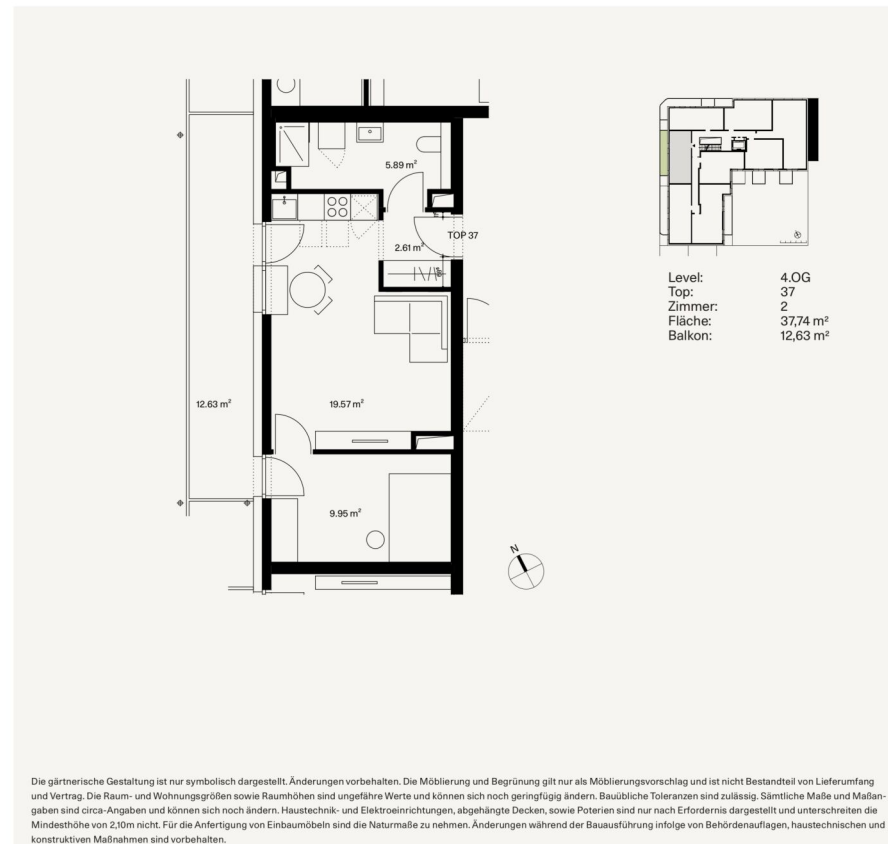 5.89 m²
TOP 37
2.61 m²
12.63 m²
19.57 m²
9.95 m²
N
Level: 4.OG
Top: 37
Zimmer: 2
Fläche: 37,74 m²
Balkon: 12,63 m²
Die gärtnerische Gestaltung ist nur symbolisch dargestellt. Änderungen vorbehalten. Die Möblierung und Begrünung gilt nur als Möblierungsvorschlag und ist nicht Bestandteil von Lieferumfang
und Vertrag. Die Raum- und Wohnungsgrößen sowie Raumhöhen sind ungefähre Werte und können sich noch geringfügig ändern. Bauübliche Toleranzen sind zulässig. Sämtliche Maße und Maßan-
gaben sind circa-Angaben und können sich noch ändern. Haustechnik- und Elektroeinrichtungen, abgehängte Decken, sowie Poterien sind nur nach Erfordernis dargestellt und unterschreiten die
Mindesthöhe von 2,10m nicht. Für die Anfertigung von Einbaumöbeln sind die Naturmaße zu nehmen. Änderungen während der Bauausführung infolge von Behördenauflagen, haustechnischen und
konstruktiven Maßnahmen sind vorbehalten.